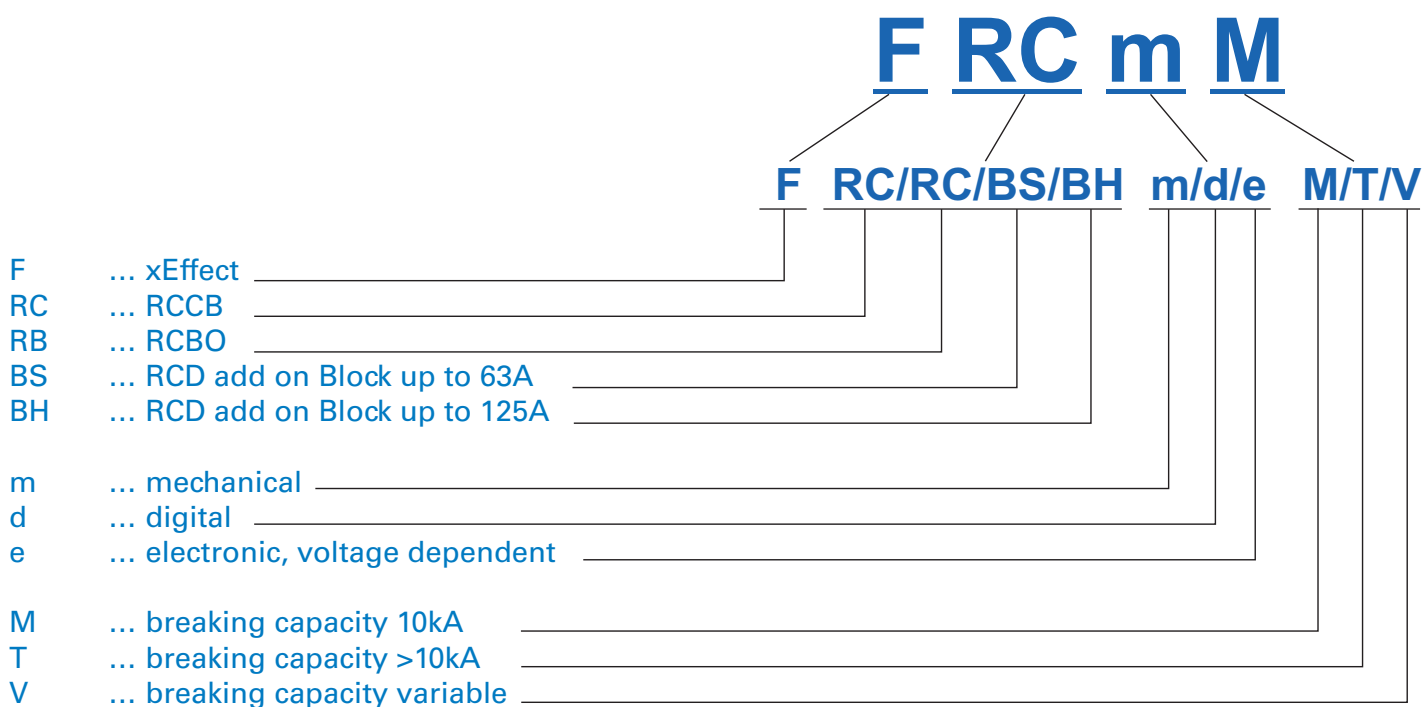 F RC m M
F RC/RC/BS/BH m/d/e M/T/V
F ... xEffect
RC ... RCCB
RB ... RCBO
BS ... RCD add on Block up to 63A
BH ... RCD add on Block up to 125A
m ... mechanical
d ... digital
e ... electronic, voltage dependent
M ... breaking capacity 10kA
T ... breaking capacity >10kA
V ... breaking capacity variable